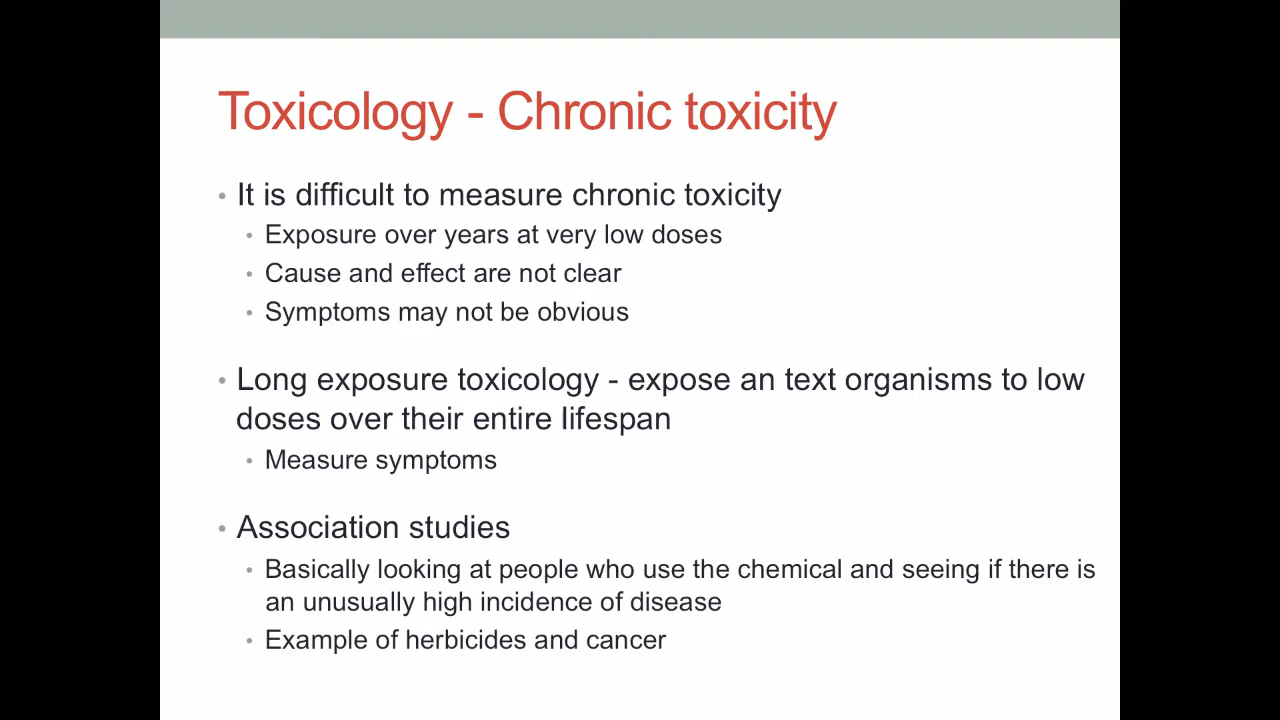 Toxicology - Chronic toxicity
• It is difficult to measure chronic toxicity
• Exposure over years at very low doses
• Cause and effect are not clear
• Symptoms may not be obvious
• Long exposure toxicology - expose an text organisms to low
doses over their entire lifespan
• Measure symptoms
• Association studies
• Basically looking at people who use the chemical and seeing if there is
an unusually high incidence of disease
• Example of herbicides and cancer